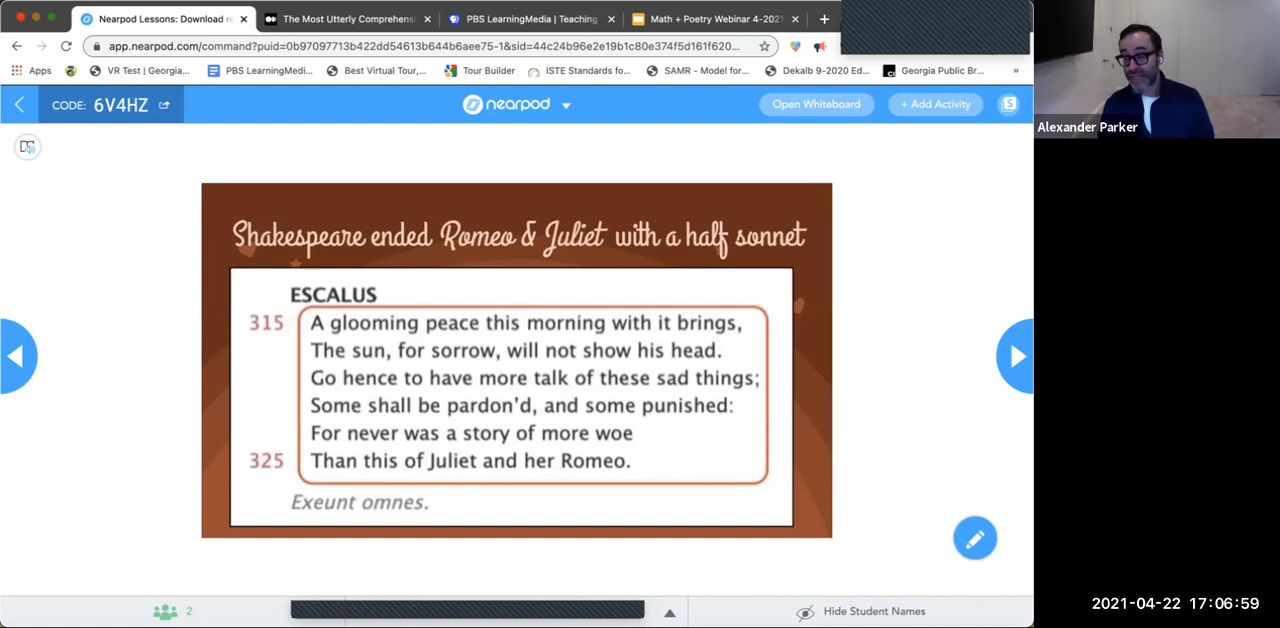 Nearpod Lessons: Download re
The Most Utterly Comprehens
PBS LearningMedia | Teaching
Math + Poetry Webinar 4-2021
app.nearpod.com/command?puid=0b97097713b422dd54613b644b6aee75-1&sid=44c24b96e2e19b1c80e374f5d161f620...
Apps
VR Test | Georgia...
PBS LearningMedi...
Best Virtual Tour,...
Tour Builder
ISTE Standards fo...
SAMR - Model for...
Dekalb 9-2020 Ed...
Georgia Public Br...
»
CODE: 6V4HZ
nearpod
Open Whiteboard
+ Add Activity
S
Alexander Parker
Shakespeare ended Romeo & Juliet with a half sonnet
ESCALUS
315 A glooming peace this morning with it brings,
The sun, for sorrow, will not show his head.
Go hence to have more talk of these sad things;
Some shall be pardon'd, and some punished:
For never was a story of more woe
325 Than this of Juliet and her Romeo.
Exeunt omnes.
2
Hide Student Names
2021-04-22 17:06:59